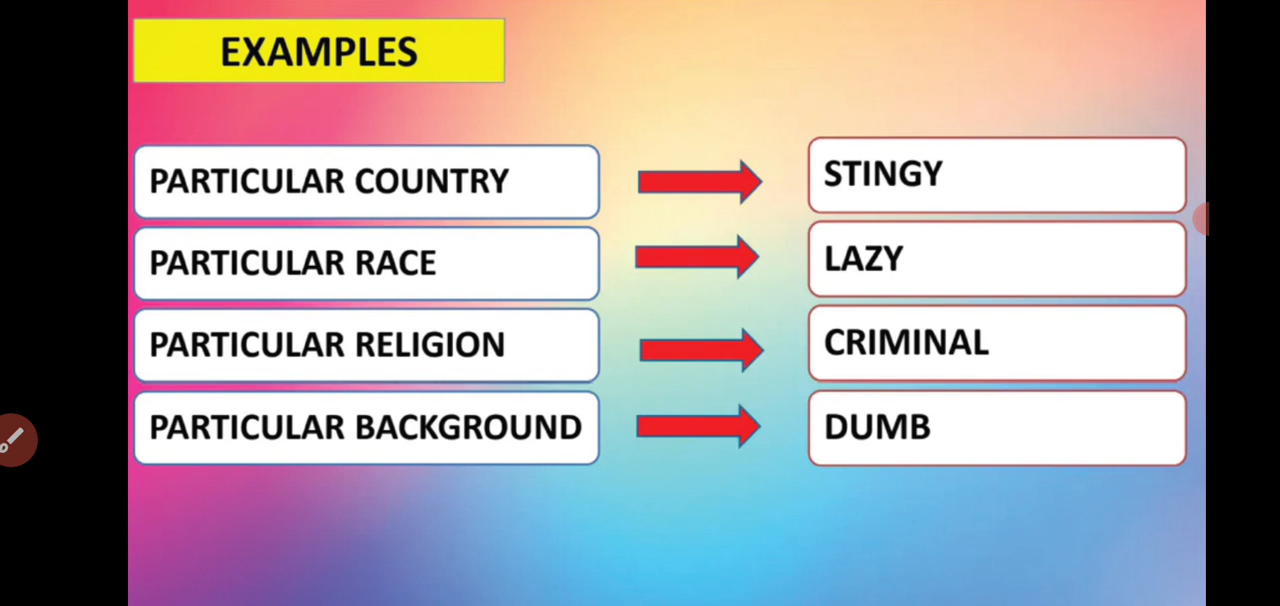 EXAMPLES
PARTICULAR COUNTRY
STINGY
PARTICULAR RACE
LAZY
PARTICULAR RELIGION
CRIMINAL
PARTICULAR BACKGROUND
DUMB